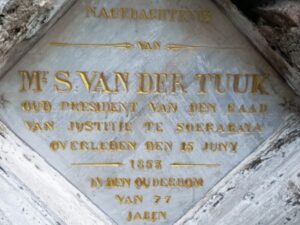 NAGEDACHTENIS
VAN
Mr S. VAN DER TUUK
OUD PRESIDENT VAN DEN RAAD
VAN JUSTITIE TE SOERABAYA
OVERLEDEN DEN 15 JUNY
1853
IN DEN OUDERDOM
VAN 77
JAREN